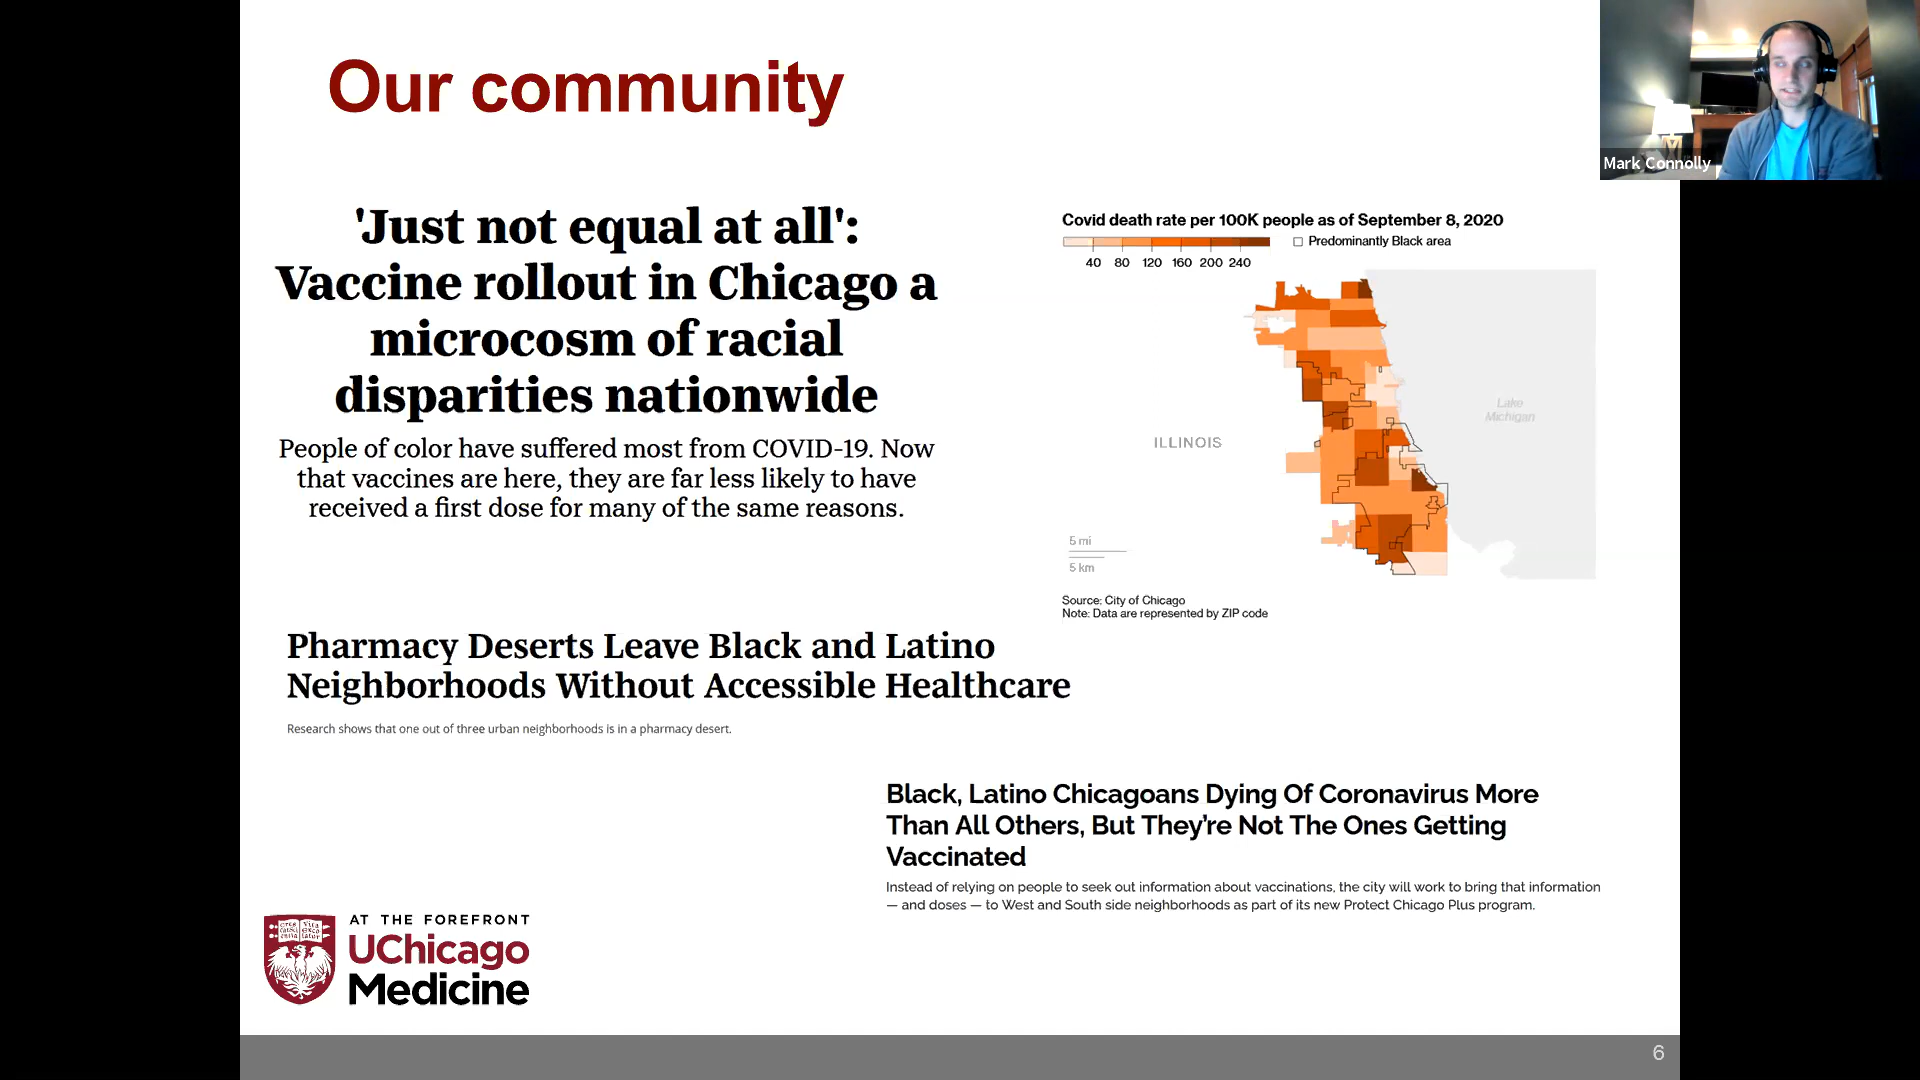 Our community
Mark Connolly
'Just not equal at all':
Vaccine rollout in Chicago a
microcosm of racial
disparities nationwide
People of color have suffered most from COVID-19. Now
that vaccines are here, they are far less likely to have
received a first dose for many of the same reasons.
Covid death rate per 100K people as of September 8, 2020
Predominantly Black area
40 80 120 160 200 240
Lake
Michigan
ILLINOIS
5 mi
5 km
Source: City of Chicago
Note: Data are represented by ZIP code
Pharmacy Deserts Leave Black and Latino
Neighborhoods Without Accessible Healthcare
Research shows that one out of three urban neighborhoods is in a pharmacy desert.
Black, Latino Chicagoans Dying Of Coronavirus More
Than All Others, But They're Not The Ones Getting
Vaccinated
Instead of relying on people to seek out information about vaccinations, the city will work to bring that information
— and doses — to West and South side neighborhoods as part of its new Protect Chicago Plus program.
AT THE FOREFRONT
UChicago
Medicine
6